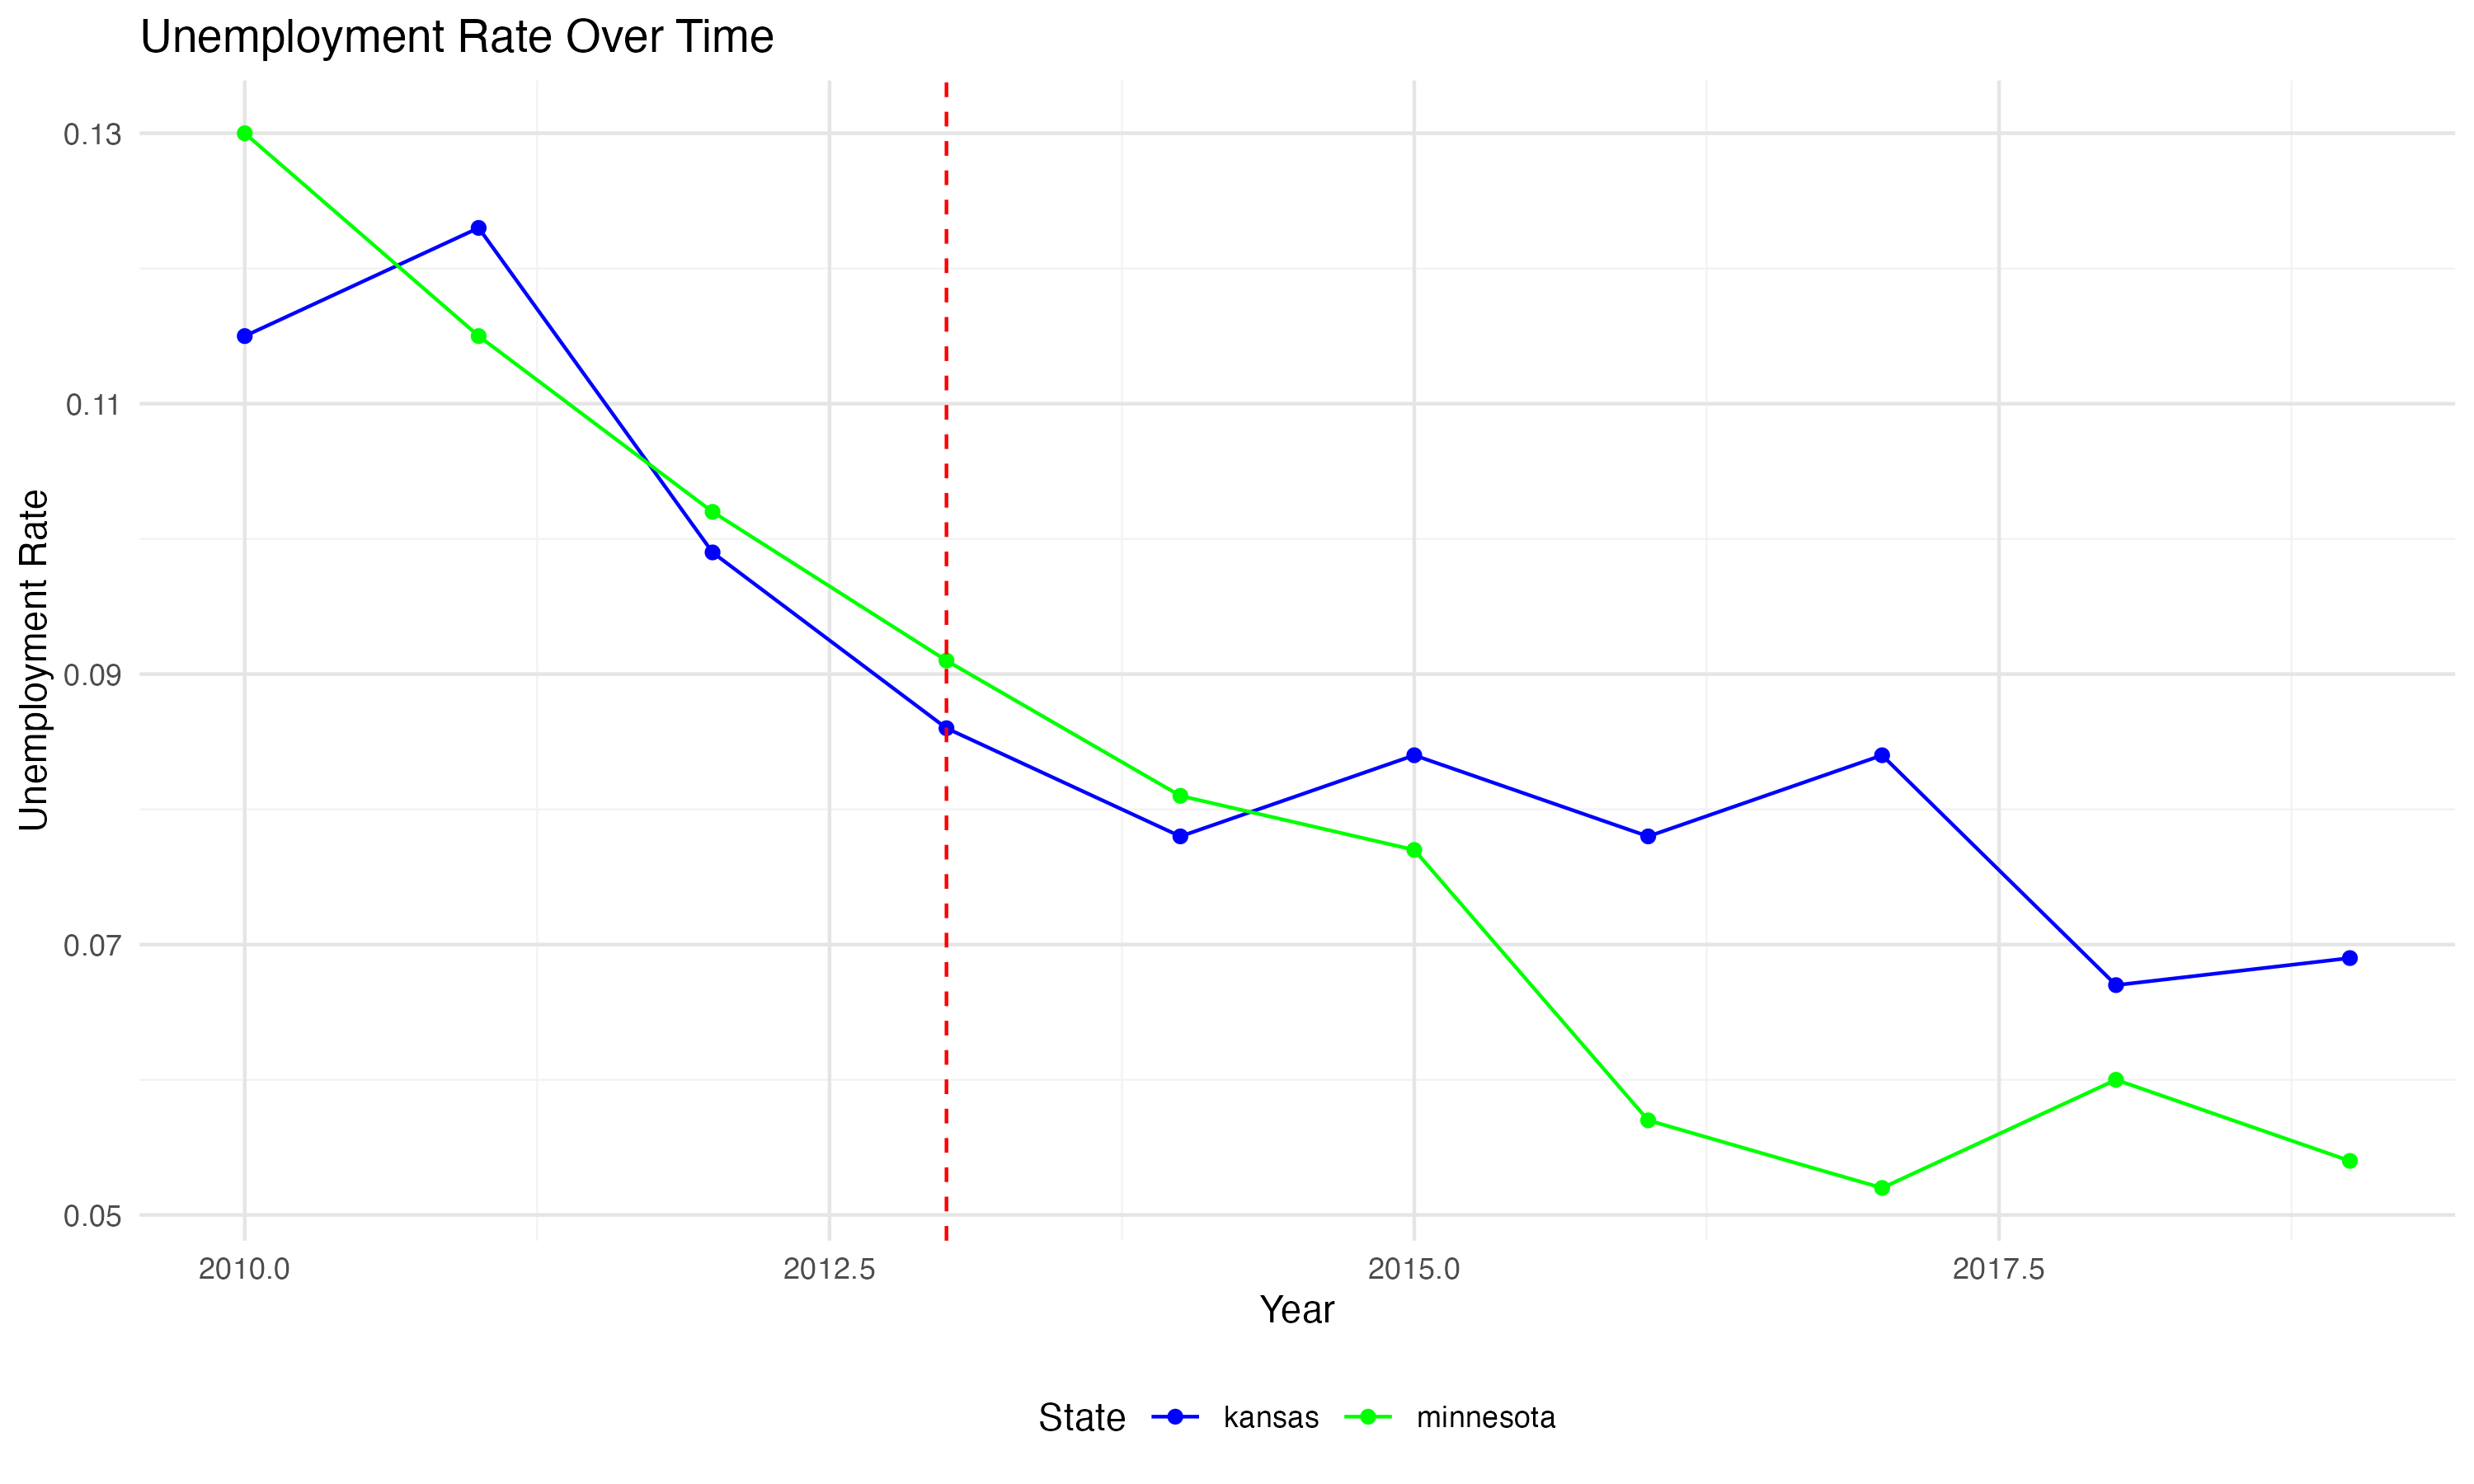 Unemployment Rate Over Time
Unemployment Rate
0.13
0.11
0.09
0.07
0.05
2010.0 2012.5 2015.0 2017.5
Year
State kansas minnesota